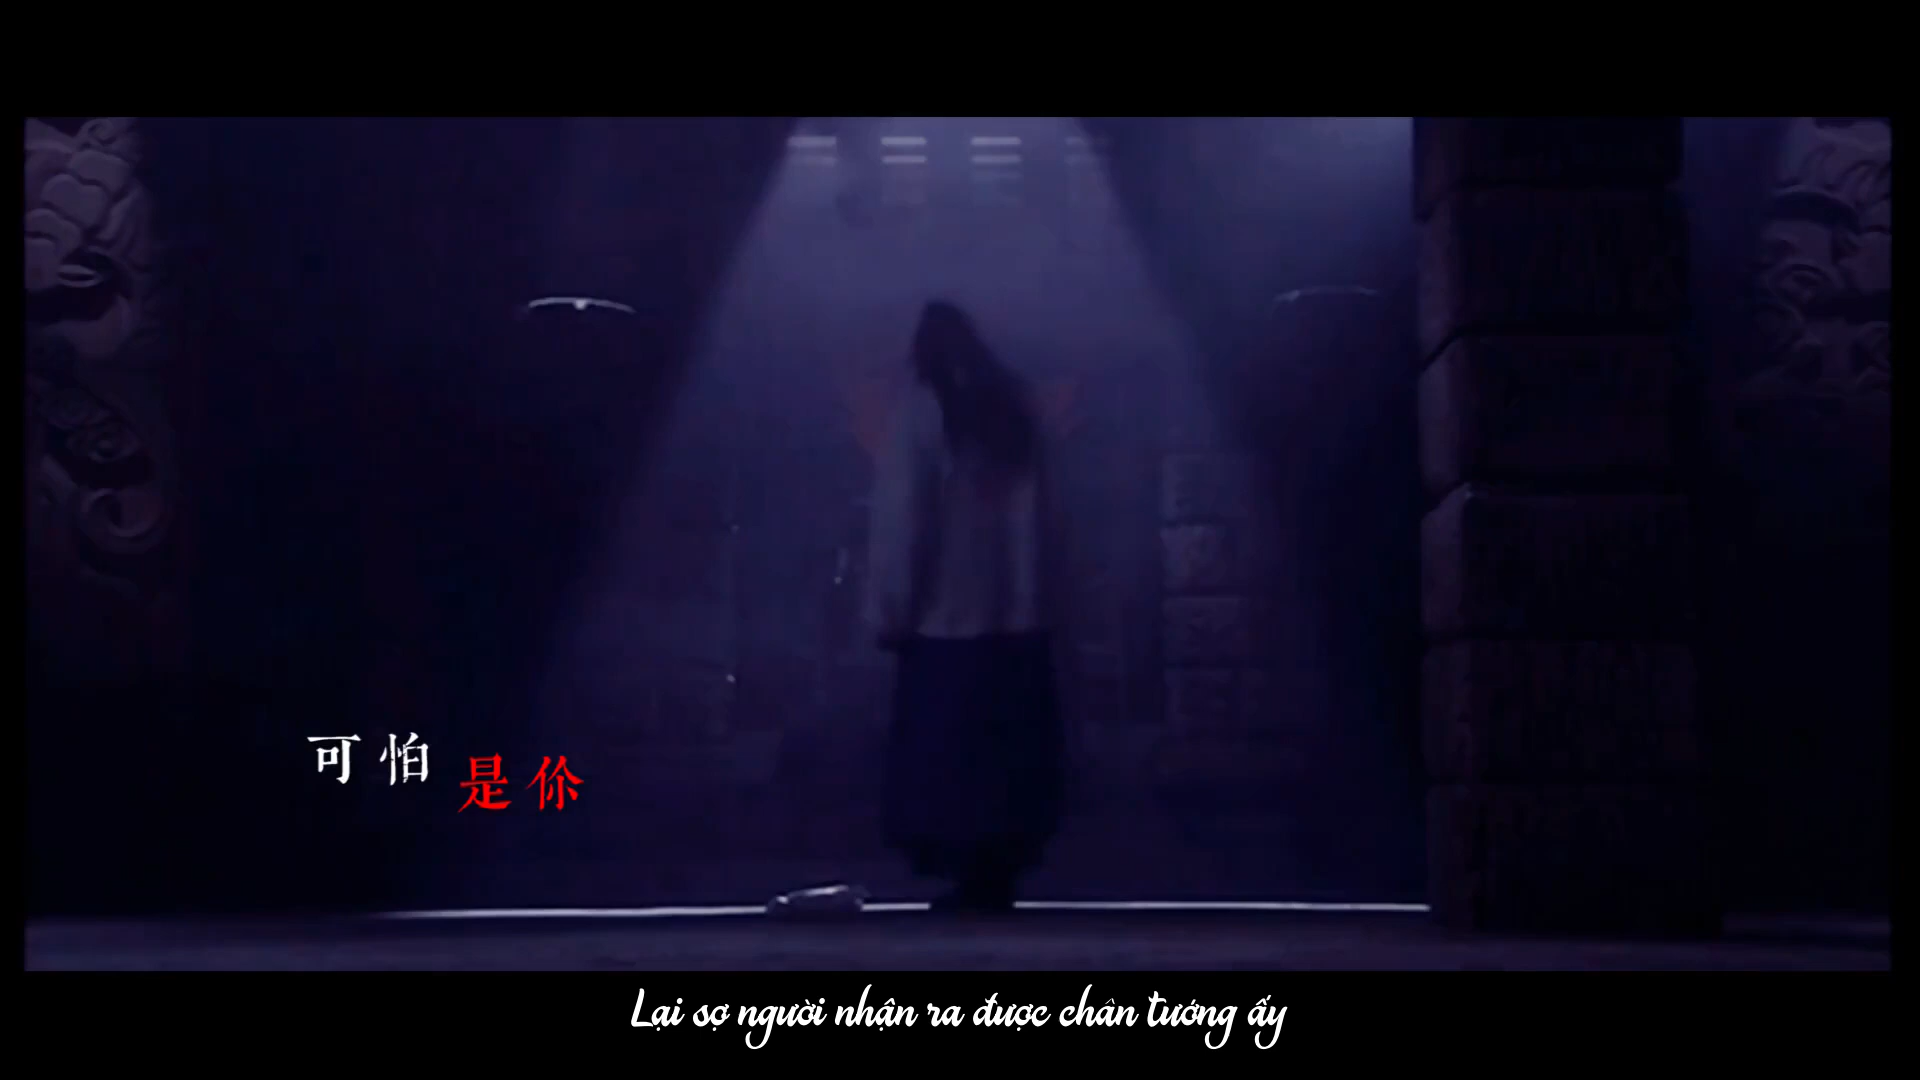 可怕是你
Lại sợ người nhận ra được chân tướng ấy